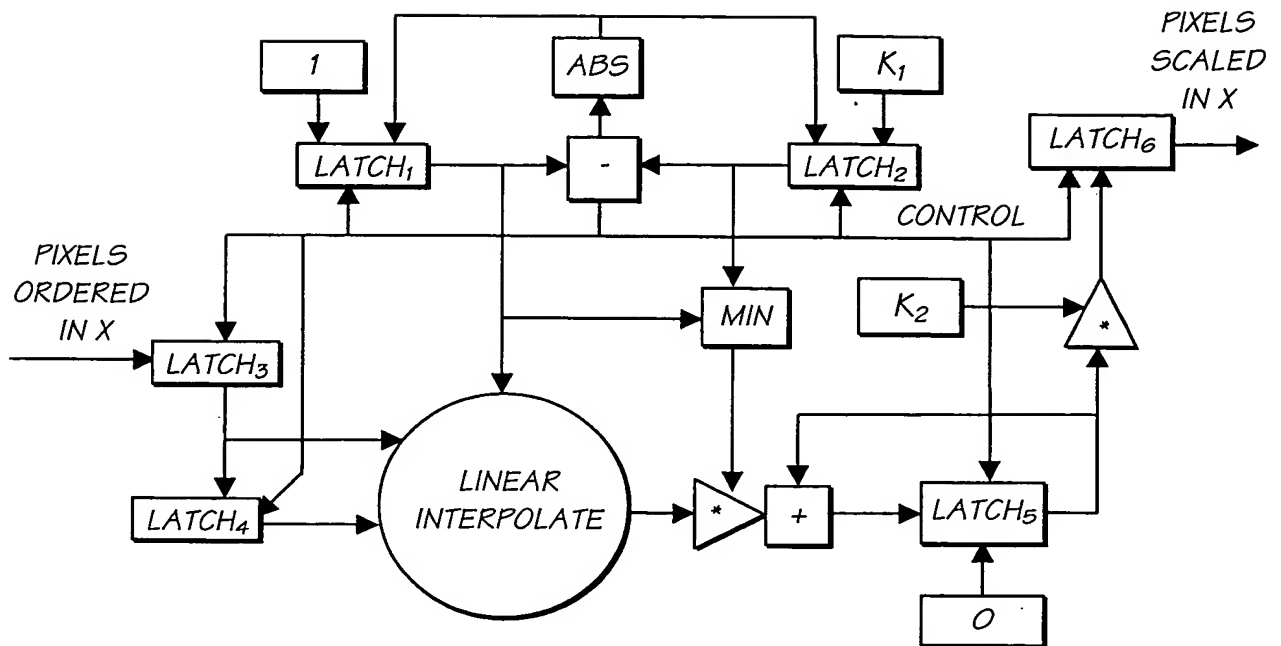 PIXELS
SCALED
IN X
1
ABS
K₁
LATCH₁
-
LATCH₂
LATCH₆
CONTROL
PIXELS
ORDERED
IN X
MIN
K₂
*
LATCH₃
LINEAR
INTERPOLATE
LATCH₄
*
+
LATCH₅
0